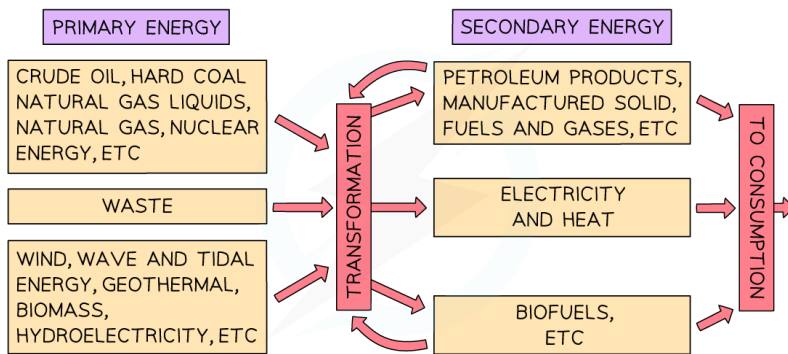 PRIMARY ENERGY
SECONDARY ENERGY
CRUDE OIL, HARD COAL
NATURAL GAS LIQUIDS,
NATURAL GAS, NUCLEAR
ENERGY, ETC
WASTE
WIND, WAVE AND TIDAL
ENERGY, GEOTHERMAL,
BIOMASS,
HYDROELECTRICITY, ETC
TRANSFORMATION
PETROLEUM PRODUCTS,
MANUFACTURED SOLID,
FUELS AND GASES, ETC
ELECTRICITY
AND HEAT
BIOFUELS,
ETC
TO CONSUMPTION